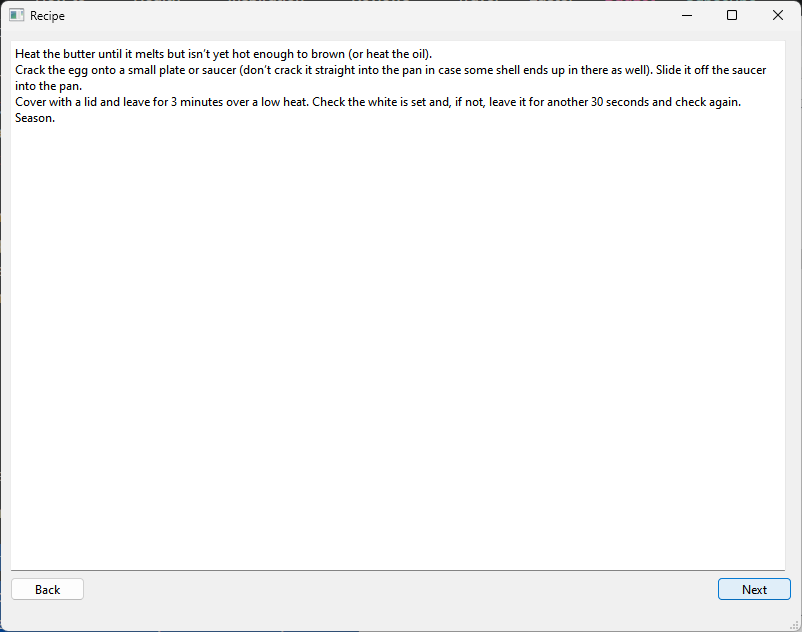 Recipe
Heat the butter until it melts but isn’t yet hot enough to brown (or heat the oil).
Crack the egg onto a small plate or saucer (don’t crack it straight into the pan in case some shell ends up in there as well). Slide it off the saucer
into the pan.
Cover with a lid and leave for 3 minutes over a low heat. Check the white is set and, if not, leave it for another 30 seconds and check again.
Season.
Back
Next